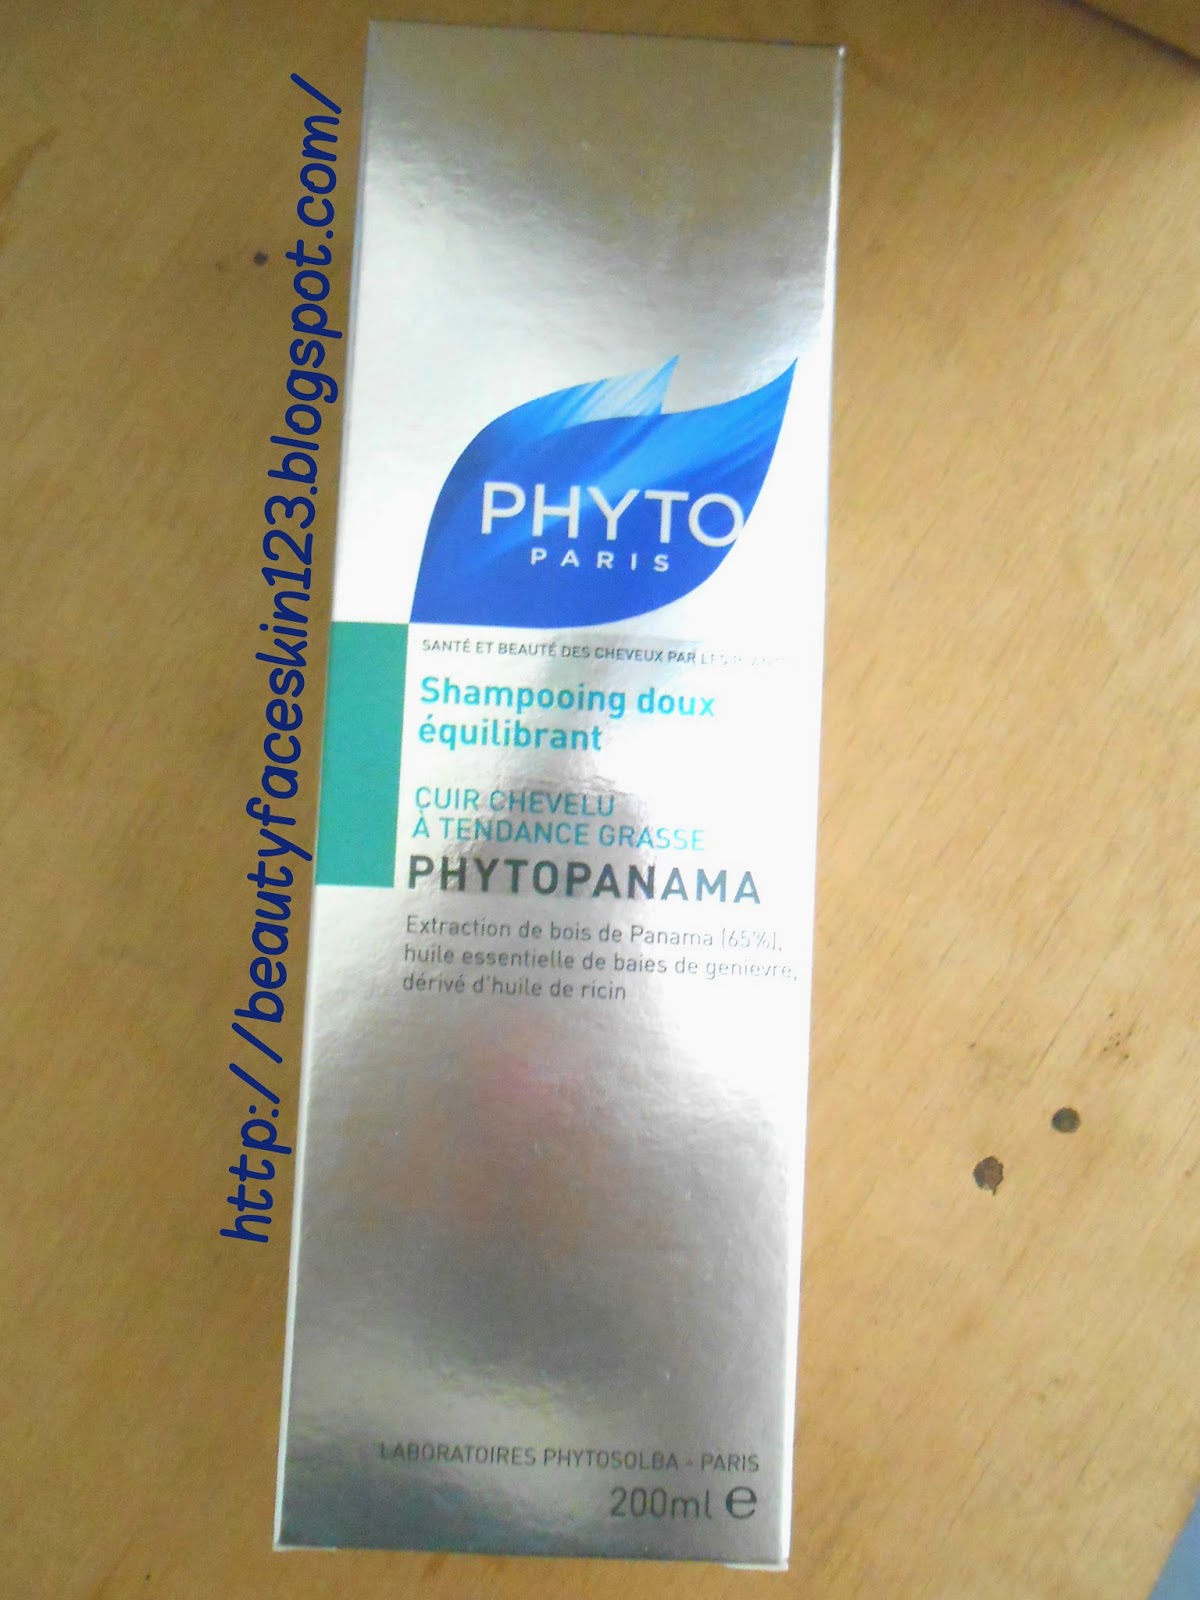 http://beautyfaceskin123.blogspot.com/
PHYTO
PARIS
SANTÉ ET BEAUTÉ DES CHEVEUX PAR LES
Shampooing doux
équilibrant
CUIR CHEVELU
À TENDANCE GRASSE
PHYTOPANAMA
Extraction de bois de Panama (65%),
huile essentielle de baies de genièvre,
dérivé d'huile de ricin
LABORATOIRES PHYTOSOLBA - PARIS
200ml e